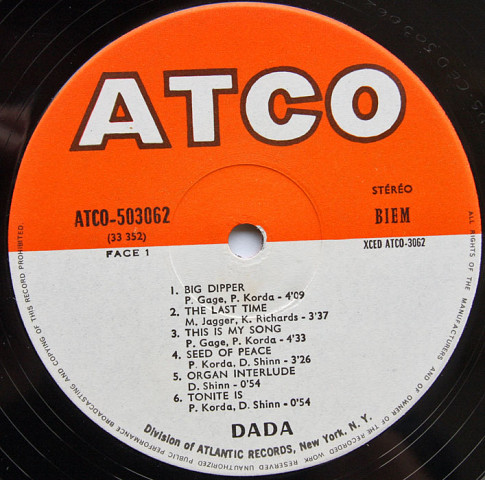 ATCO
ATCO-503062
(33 352)
FACE 1
STÉRÉO
BIEM
XCED ATCO-3062
1. BIG DIPPER
P. Gage, P. Korda - 4'09
2. THE LAST TIME
M. Jagger, K. Richards - 3'37
3. THIS IS MY SONG
P. Gage, P. Korda - 4'33
4. SEED OF PEACE
P. Korda, D. Shinn - 3'26
5. ORGAN INTERLUDE
D. Shinn - 0'54
6. TONITE IS
P. Korda, D. Shinn - 0'54
DADA
Division of ATLANTIC RECORDS, New York, N. Y.
ALL RIGHTS OF THE MANUFACTURERS AND OF OWNER OF THE RECORDED WORK RESERVED UNAUTHORIZED PUBLIC PERFORMANCE BROADCASTING AND COPYING OF THIS RECORD PROHIBITED.